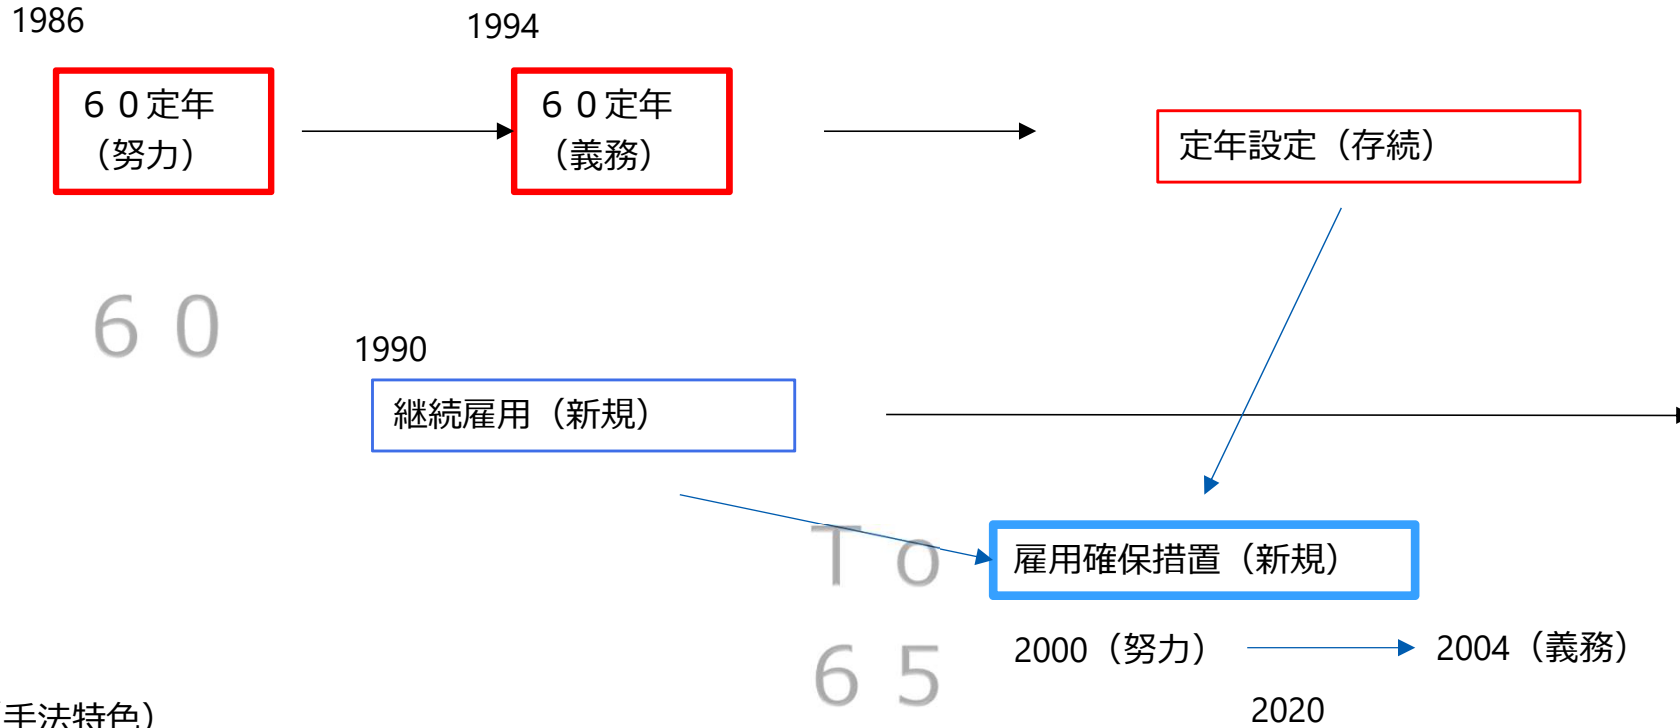 1986
1994
６０定年
（努力）
６０定年
（義務）
定年設定（存続）
６０
1990
継続雇用（新規）
Ｔｏ
雇用確保措置（新規）
６５
2000（努力）
2004（義務）
2020
手法特色）